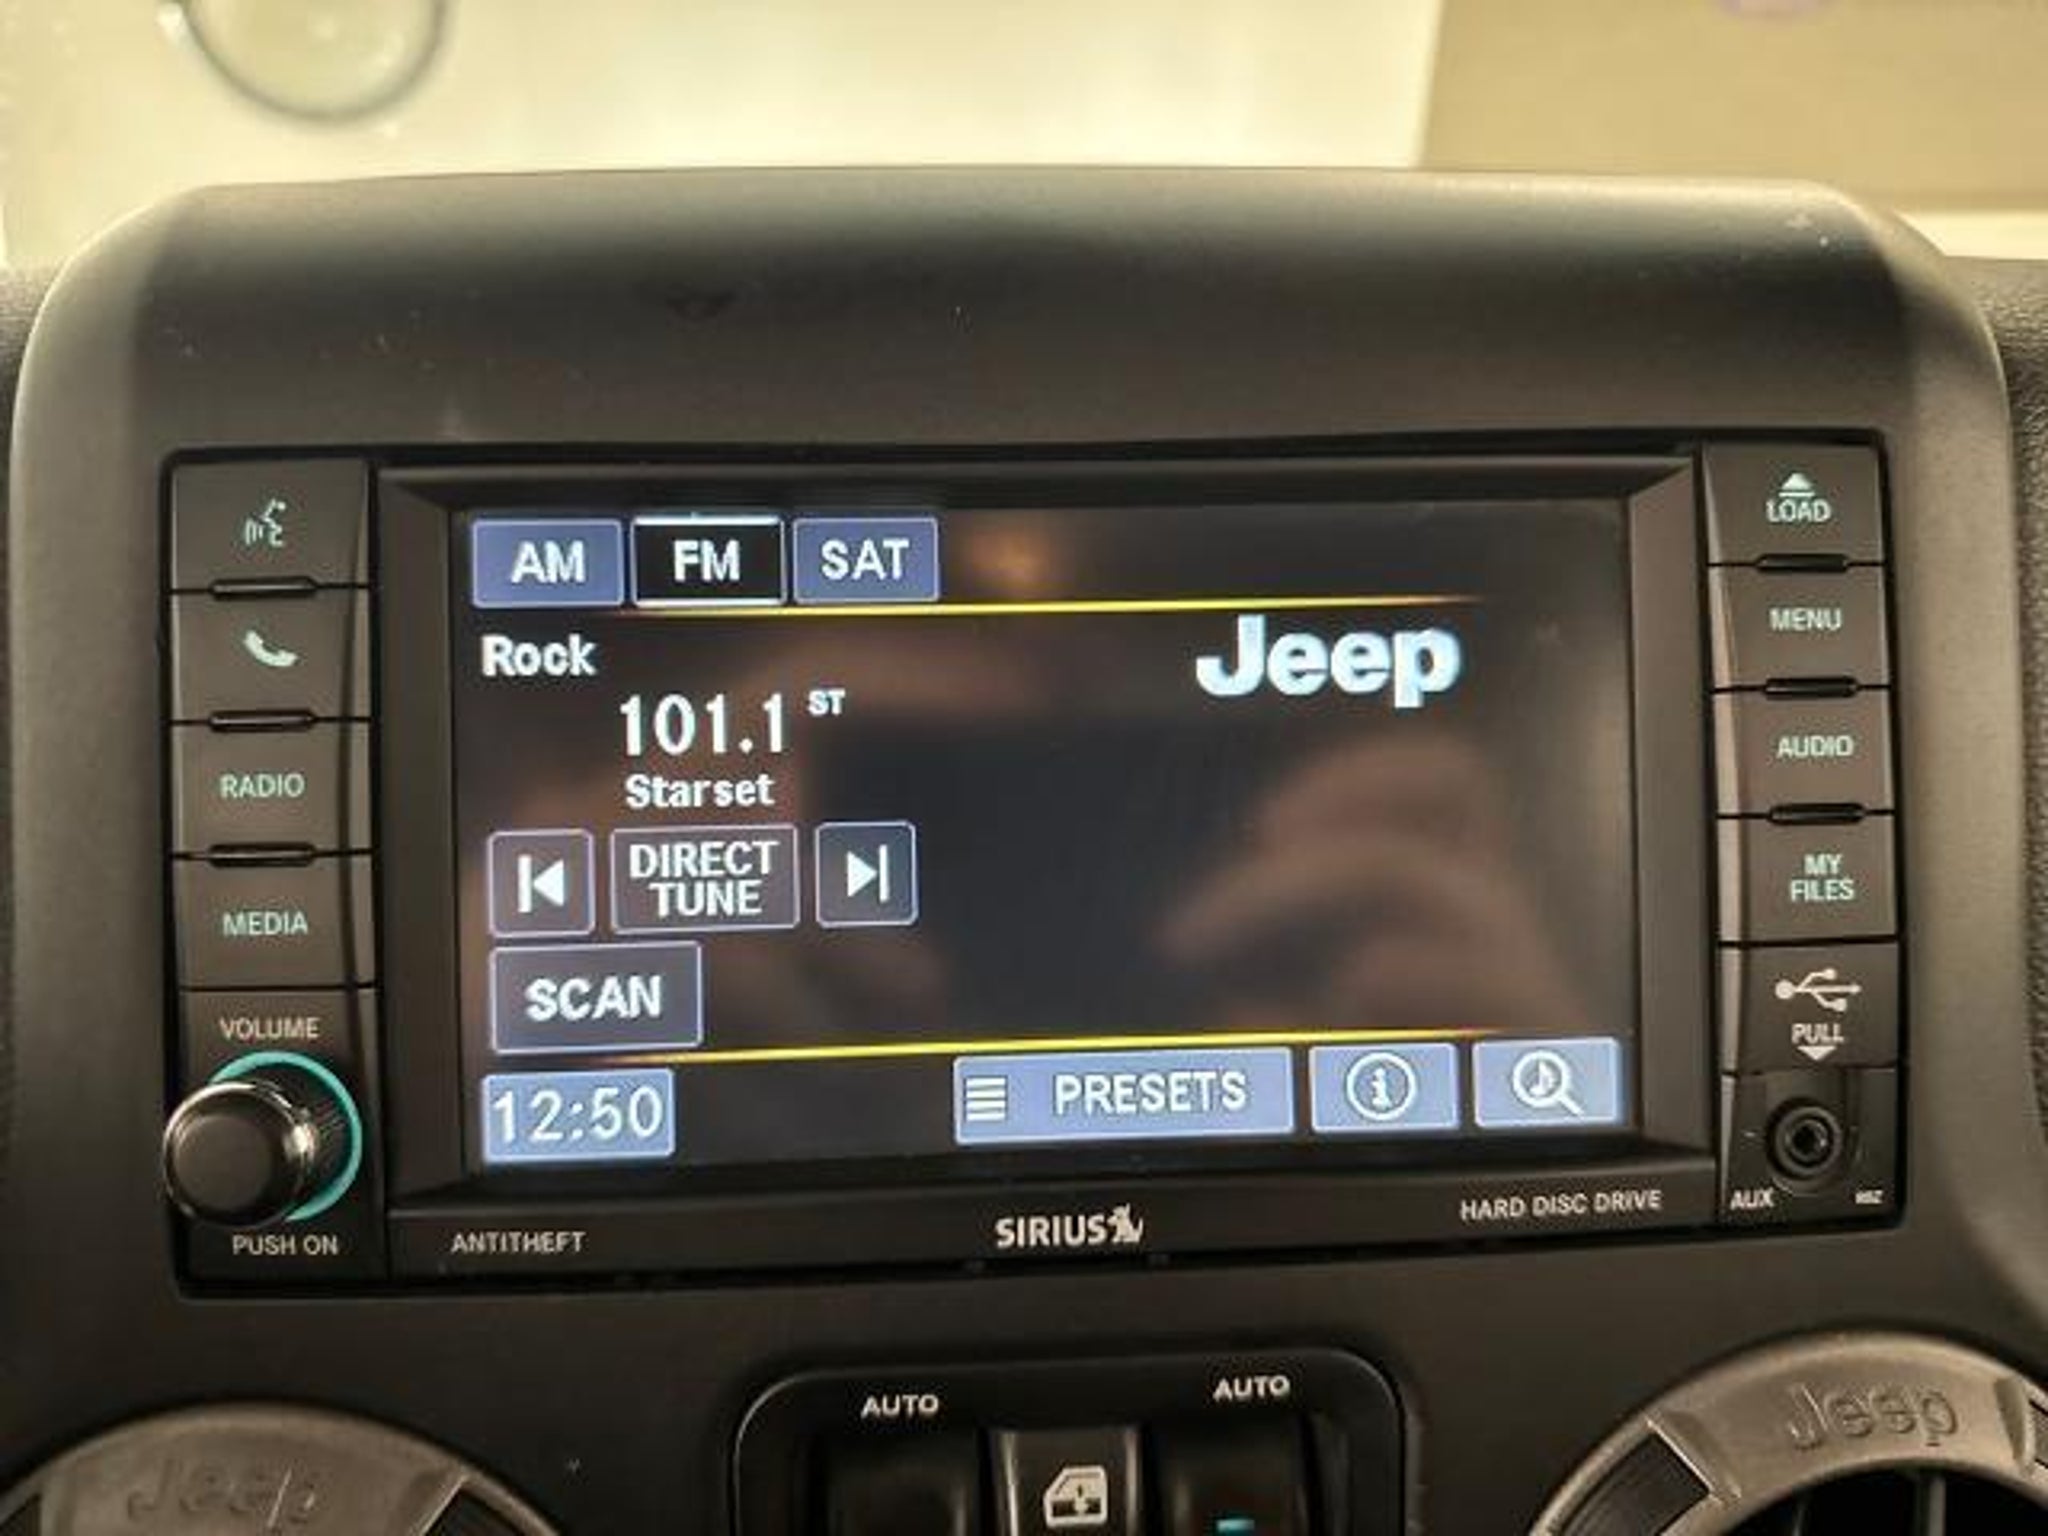 LOAD
AM FM SAT
MENU
Rock
Jeep
101.1 ST
Starset
RADIO
AUDIO
DIRECT
TUNE
MY
FILES
MEDIA
SCAN
VOLUME
PULL
12:50
PRESETS
i
AUX
PUSH ON
ANTITHEFT
SIRIUS
HARD DISC DRIVE
AUTO
AUTO
Jeep
Jeep